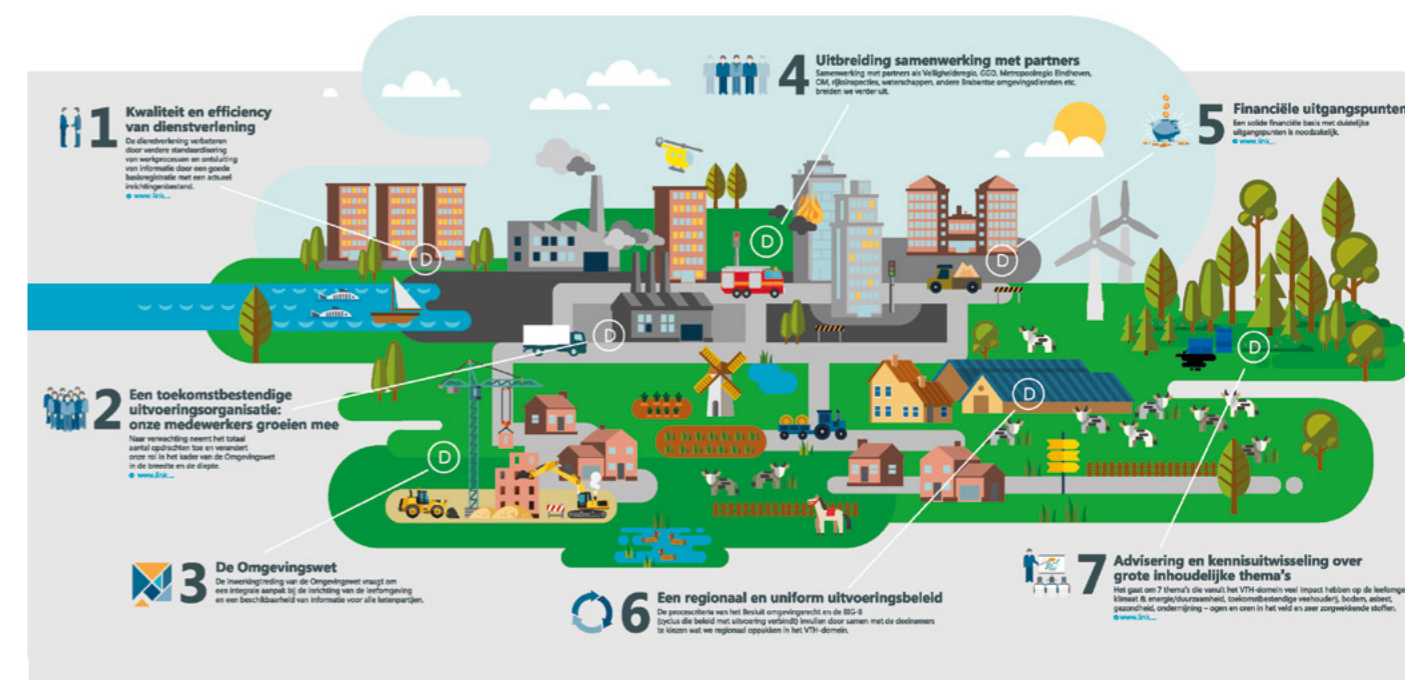 1
Kwaliteit en efficiency
van dienstverlening
De dienstverlening verbeteren
door verdere standaardisering
van werkprocessen en ontsluiting
van informatie door een goede
basisregistratie met een actueel
inrichtingenbestand.
www.link...
4
Uitbreiding samenwerking met partners
Samenwerking met partners als Veiligheidsregio, GGD, Metropoolregio Eindhoven,
OM, rijksinspecties, waterschappen, andere Brabantse omgevingsdiensten etc.
breiden we verder uit.
5
Financiële uitgangspunten
Een solide financiële basis met duidelijke
uitgangspunten is noodzakelijk.
www.link...
D
D
D
D
D
D
D
2
Een toekomstbestendige
uitvoeringsorganisatie:
onze medewerkers groeien mee
Naar verwachting neemt het totaal
aantal opdrachten toe en verandert
onze rol in het kader van de Omgevingswet
in de breedte en de diepte.
www.link...
3
De Omgevingswet
De inwerkingtreding van de Omgevingswet vraagt om
een integrale aanpak bij de inrichting van de leefomgeving
en een beschikbaarheid van informatie voor alle ketenpartijen.
6
Een regionaal en uniform uitvoeringsbeleid
De procescriteria van het Besluit omgevingsrecht en de BIG-8
(cyclus die beleid met uitvoering verbindt) invullen door samen met de deelnemers
te kiezen wat we regionaal oppakken in het VTH-domein.
7
Advisering en kennisuitwisseling over
grote inhoudelijke thema's
Het gaat om 7 thema's die vanuit het VTH-domein veel impact hebben op de leefomge
klimaat & energie/duurzaamheid, toekomstbestendige veehouderij, bodem, asbest,
gezondheid, ondermijning – ogen en oren in het veld en zeer zorgwekkende stoffen.
www.link...